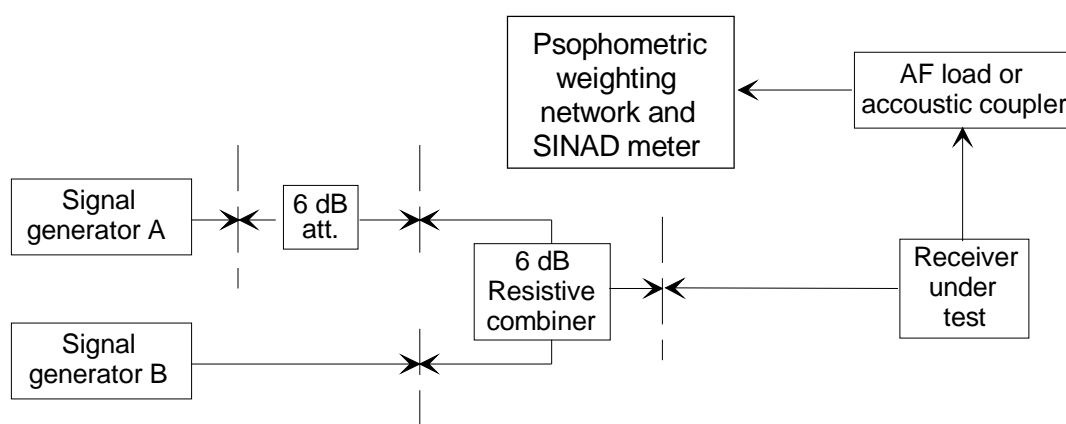 Psophometric
weighting
network and
SINAD meter
AF load or
accoustic coupler
Signal
generator A
6 dB
att.
6 dB
Resistive
combiner
Receiver
under
test
Signal
generator B